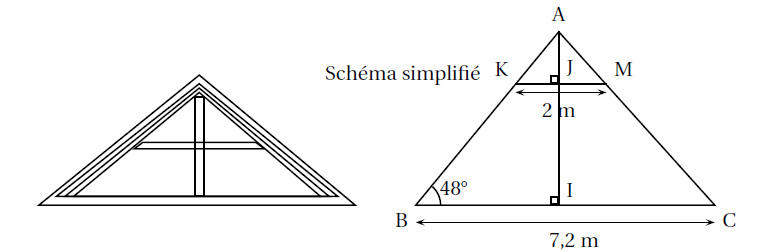 A
Schéma simplifié K J M
2 m
48° I
B C
7,2 m